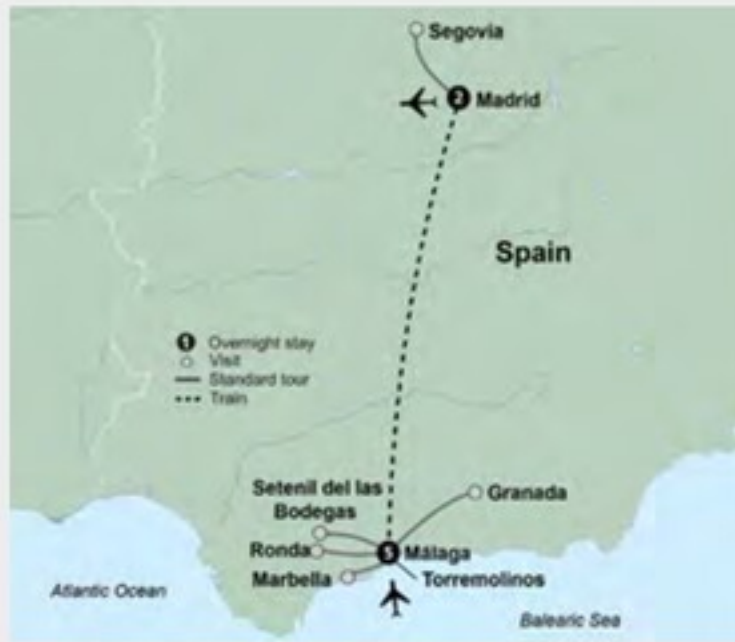 Segovia
2 Madrid
Spain
1 Overnight stay
Visit
Standard tour
Train
Setenil del las
Bodegas
Granada
Ronda
5 Málaga
Marbella
Torremolinos
Atlantic Ocean
Balearic Sea